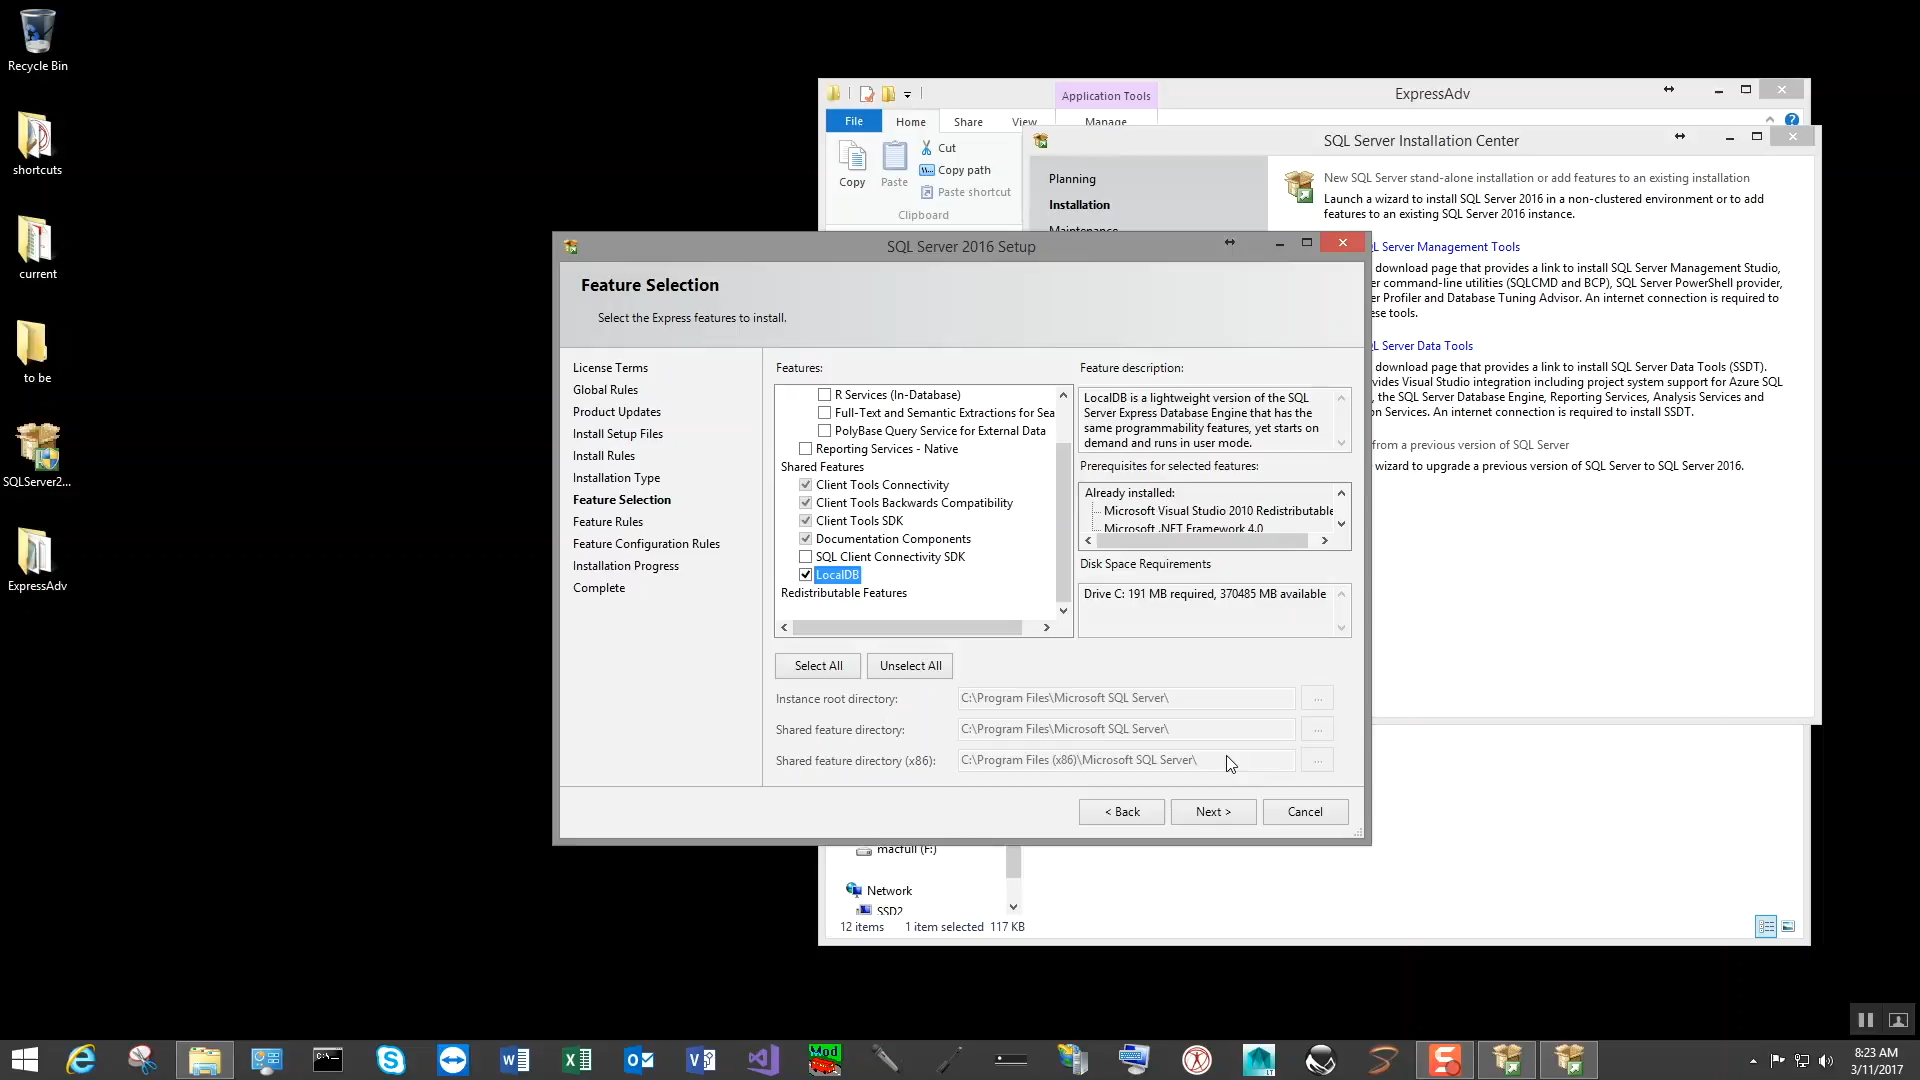 Recycle Bin
shortcuts
current
to be
SQLServer2...
ExpressAdv
Application Tools
ExpressAdv
File
Home
Share
View
Manage
Copy
Paste
Cut
Copy path
Paste shortcut
Clipboard
SQL Server Installation Center
Planning
Installation
Maintenance
New SQL Server stand-alone installation or add features to an existing installation
Launch a wizard to install SQL Server 2016 in a non-clustered environment or to add
features to an existing SQL Server 2016 instance.
L Server Management Tools
download page that provides a link to install SQL Server Management Studio,
er command-line utilities (SQLCMD and BCP), SQL Server PowerShell provider,
er Profiler and Database Tuning Advisor. An internet connection is required to
ese tools.
L Server Data Tools
download page that provides a link to install SQL Server Data Tools (SSDT).
vides Visual Studio integration including project system support for Azure SQL
, the SQL Server Database Engine, Reporting Services, Analysis Services and
on Services. An internet connection is required to install SSDT.
from a previous version of SQL Server
wizard to upgrade a previous version of SQL Server to SQL Server 2016.
SQL Server 2016 Setup
Feature Selection
Select the Express features to install.
License Terms
Global Rules
Product Updates
Install Setup Files
Install Rules
Installation Type
Feature Selection
Feature Rules
Feature Configuration Rules
Installation Progress
Complete
Features:
R Services (In-Database)
Full-Text and Semantic Extractions for Sea
PolyBase Query Service for External Data
Reporting Services - Native
Shared Features
Client Tools Connectivity
Client Tools Backwards Compatibility
Client Tools SDK
Documentation Components
SQL Client Connectivity SDK
LocalDB
Redistributable Features
Feature description:
LocalDB is a lightweight version of the SQL
Server Express Database Engine that has the
same programmability features, yet starts on
demand and runs in user mode.
Prerequisites for selected features:
Already installed:
Microsoft Visual Studio 2010 Redistributable
Microsoft .NET Framework 4.0
Disk Space Requirements
Drive C: 191 MB required, 370485 MB available
Select All
Unselect All
Instance root directory:
C:\Program Files\Microsoft SQL Server\
...
Shared feature directory:
C:\Program Files\Microsoft SQL Server\
...
Shared feature directory (x86):
C:\Program Files (x86)\Microsoft SQL Server\
...
< Back
Next >
Cancel
macfull (F:)
Network
SSD2
12 items
1 item selected
117 KB
Mod
LT
8:23 AM
3/11/2017